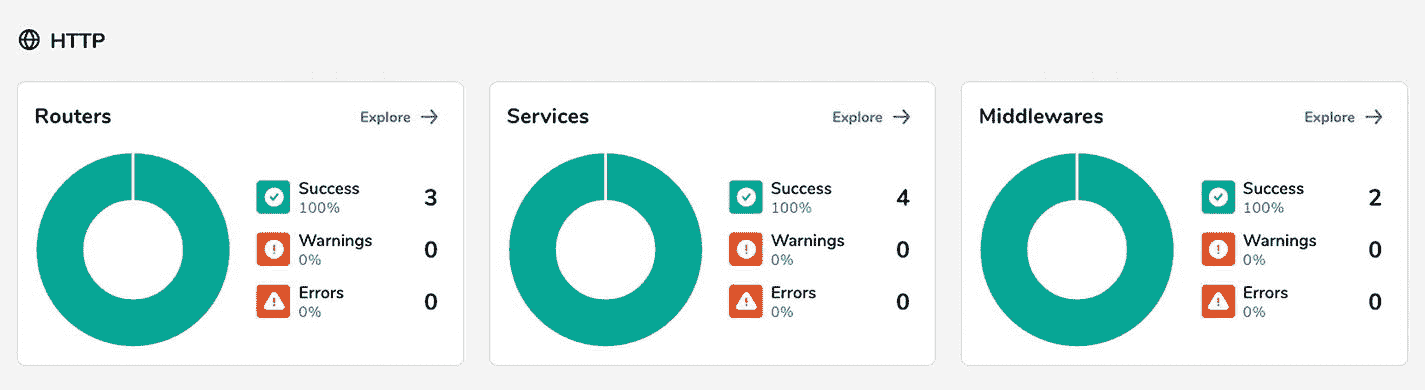 HTTP
Routers
Explore
Success
100%
3
Warnings
0%
0
Errors
0%
0
Services
Explore
Success
100%
4
Warnings
0%
0
Errors
0%
0
Middlewares
Explore
Success
100%
2
Warnings
0%
0
Errors
0%
0